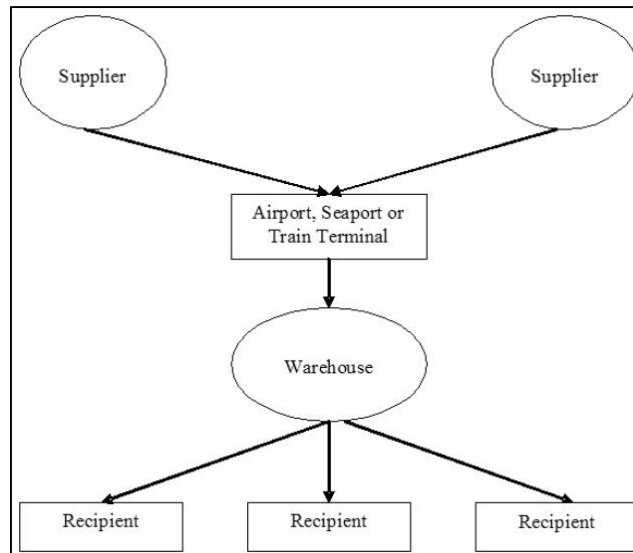 Supplier
Supplier
Airport, Seaport or
Train Terminal
Warehouse
Recipient
Recipient
Recipient